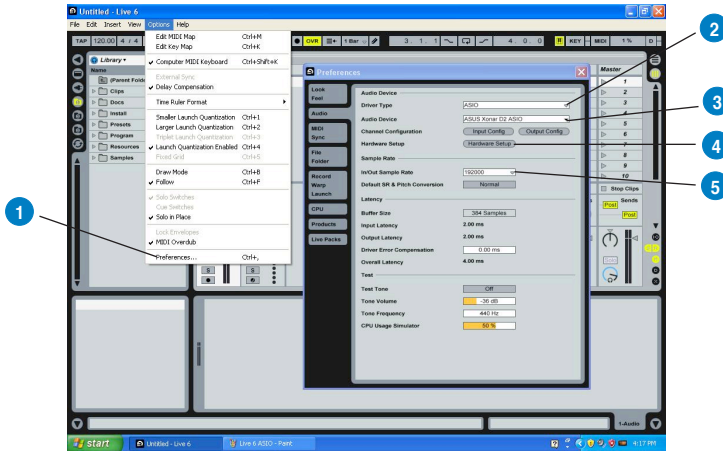 Untitled - Live 6
File Edit Insert View Options Help
TAP 120.00 4 / 4
OVR
1 Bar
3. 1. 1
4. 0. 0
KEY
MIDI
1 %
D
Edit MIDI Map Ctrl+M
Edit Key Map Ctrl+K
Computer MIDI Keyboard Ctrl+Shift+K
External Sync
Delay Compensation
Time Ruler Format
Smaller Launch Quantization Ctrl+1
Larger Launch Quantization Ctrl+2
Triplet Launch Quantization Ctrl+3
Launch Quantization Enabled Ctrl+4
Fixed Grid Ctrl+5
Draw Mode Ctrl+B
Follow Ctrl+F
Solo Switches
Cue Switches
Solo in Place
Lock Envelopes
MIDI Overdub
Preferences... Ctrl+,
Library
Name
(Parent Folde
Clips
Docs
Install
Presets
Program
Resources
Samples
S
S
Preferences
Look
Feel
Audio
MIDI
Sync
File
Folder
Record
Warp
Launch
CPU
Products
Live Packs
Audio Device
Driver Type ASIO
Audio Device ASUS Xonar D2 ASIO
Channel Configuration Input Config Output Config
Hardware Setup Hardware Setup
Sample Rate
In/Out Sample Rate 192000
Default SR & Pitch Conversion Normal
Latency
Buffer Size 384 Samples
Input Latency 2.00 ms
Output Latency 2.00 ms
Driver Error Compensation 0.00 ms
Overall Latency 4.00 ms
Test
Test Tone Off
Tone Volume -36 dB
Tone Frequency 440 Hz
CPU Usage Simulator 50 %
Master
1
2
3
4
5
6
7
8
9
10
Stop Clips
Sends
Post
Post
Solo
1-Audio
start
Untitled - Live 6
Live 6 ASIO - Paint
4:17 PM
1
2
3
4
5